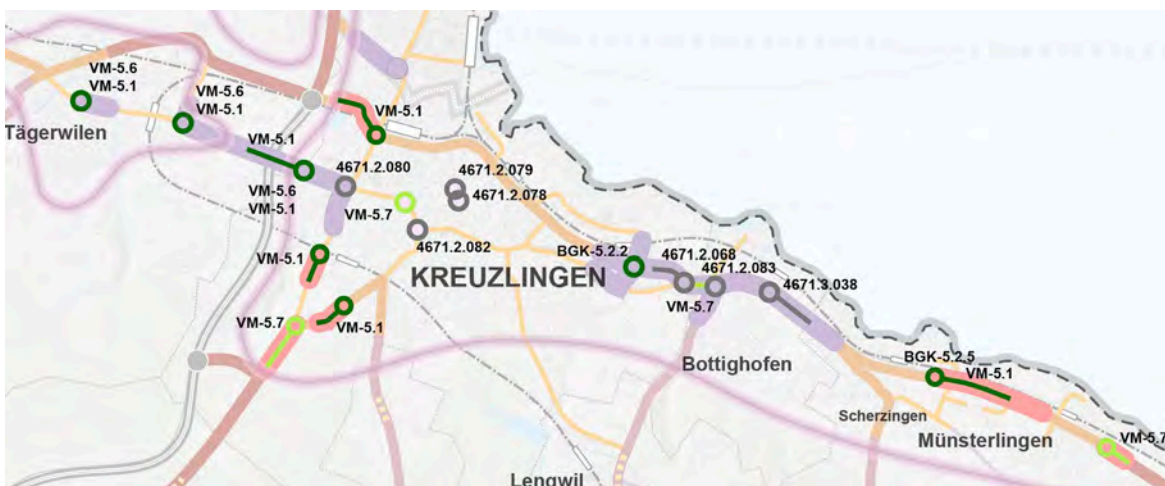 VM-5.6
VM-5.1
VM-5.6
VM-5.1
Tägerwilen
VM-5.1
VM-5.1
4671.2.080
4671.2.079
4671.2.078
VM-5.6
VM-5.1
VM-5.7
4671.2.082
VM-5.1
KREUZLINGEN
BGK-5.2.2
4671.2.068
4671.2.083
4671.3.038
VM-5.7
VM-5.7
VM-5.1
Bottighofen
BGK-5.2.5
VM-5.1
Scherzingen
Münsterlingen
VM-5.7
Lengwil